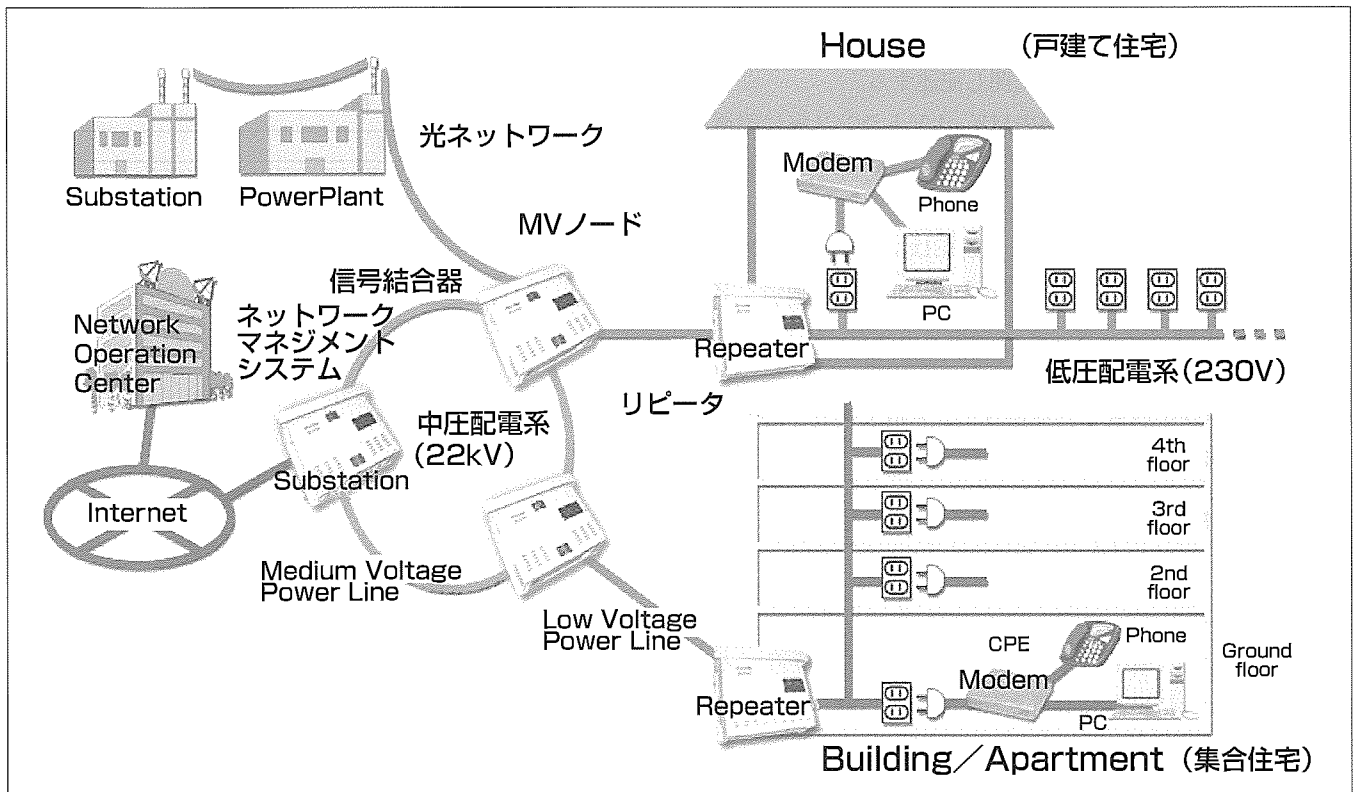 House （戸建て住宅）
光ネットワーク
Substation
PowerPlant
Modem
Phone
PC
MVノード
信号結合器
Network
Operation
Center
ネットワーク
マネジメント
システム
Repeater
リピータ
低圧配電系（230V）
中圧配電系
（22kV）
Substation
Internet
Medium Voltage
Power Line
Low Voltage
Power Line
4th
floor
3rd
floor
2nd
floor
CPE
Phone
Modem
PC
Ground
floor
Repeater
Building／Apartment （集合住宅）